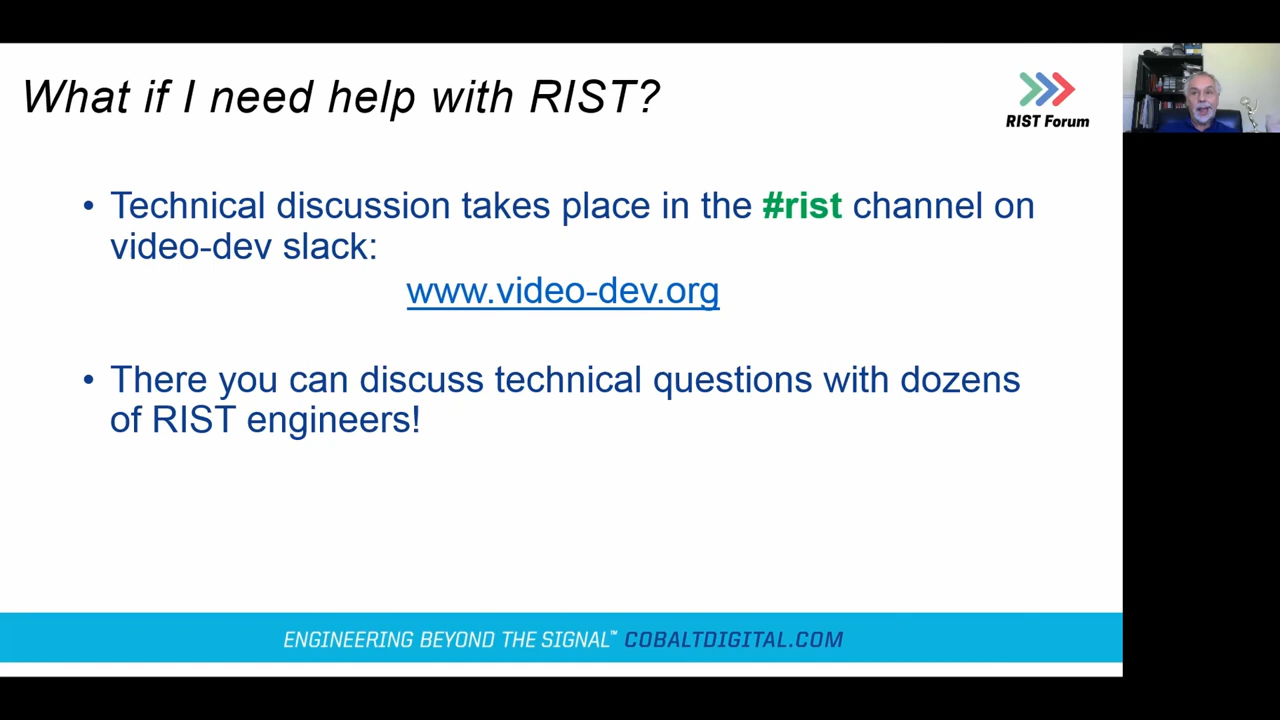 What if I need help with RIST?
RIST Forum
• Technical discussion takes place in the #rist channel on
video-dev slack:
www.video-dev.org
• There you can discuss technical questions with dozens
of RIST engineers!
ENGINEERING BEYOND THE SIGNAL™ COBALTDIGITAL.COM